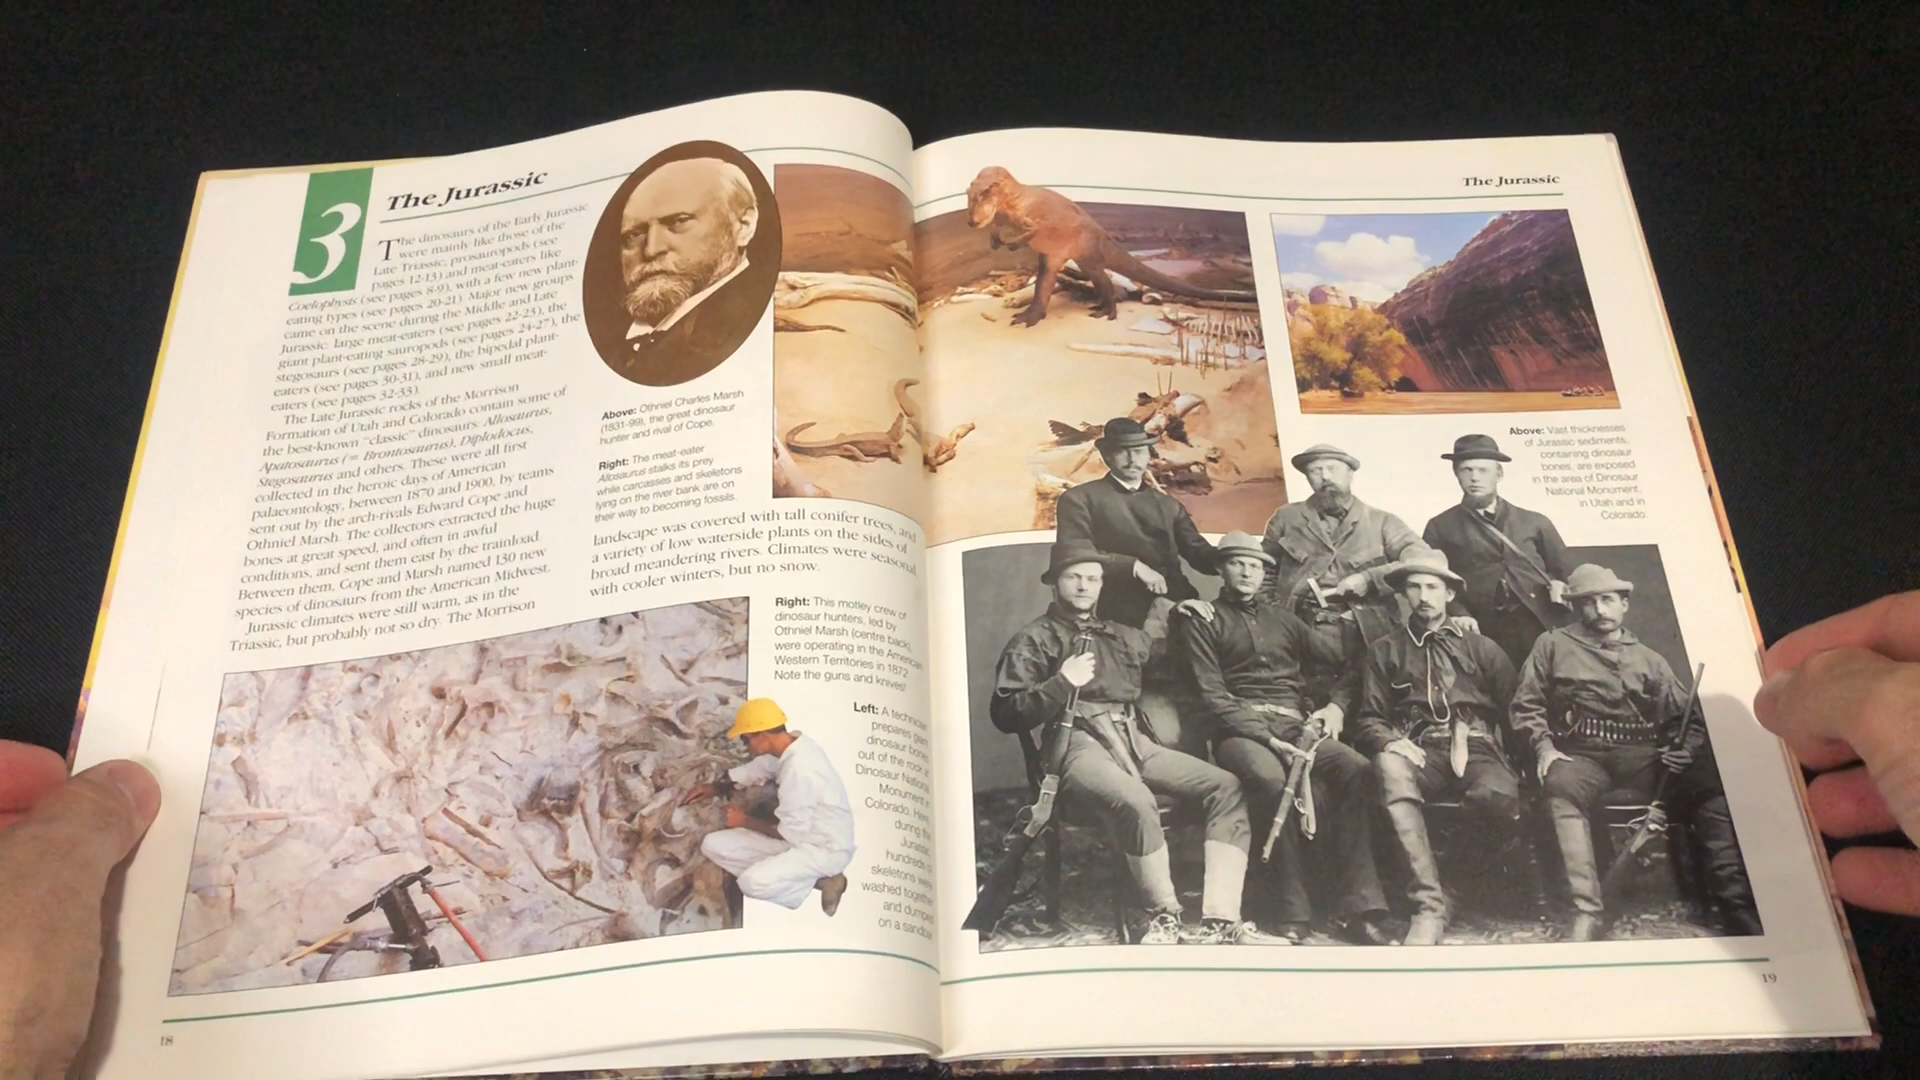 3
The Jurassic
The dinosaurs of the Early Jurassic
were mainly like those of the
Late Triassic, prosauropods (see
pages 12-13) and meat-eaters like
Coelophysis (see pages 8-9), with a few new plant-
eating types (see pages 20-21). Major new groups
came on the scene during the Middle and Late
Jurassic: large meat-eaters (see pages 22-23), the
giant plant-eating sauropods (see pages 24-27), the
stegosaurs (see pages 28-29), the bipedal plant-
eaters (see pages 30-31), and new small meat-
eaters (see pages 32-33).
The Late Jurassic rocks of the Morrison
Formation of Utah and Colorado contain some of
the best-known "classic" dinosaurs: Allosaurus,
Apatosaurus (= Brontosaurus), Diplodocus,
Stegosaurus and others. These were all first
collected in the heroic days of American
palaeontology, between 1870 and 1900, by teams
sent out by the arch-rivals Edward Cope and
Othniel Marsh. The collectors extracted the huge
bones at great speed, and often in awful
conditions, and sent them east by the trainload.
Between them, Cope and Marsh named 130 new
species of dinosaurs from the American Midwest.
Jurassic climates were still warm, as in the
Triassic, but probably not so dry. The Morrison
Above: Othniel Charles Marsh
(1831-99), the great dinosaur
hunter and rival of Cope.
Right: The meat-eater
Allosaurus stalks its prey
while carcasses and skeletons
lying on the river bank are on
their way to becoming fossils.
landscape was covered with tall conifer trees, and
a variety of low waterside plants on the sides of
broad meandering rivers. Climates were seasonal,
with cooler winters, but no snow.
Right: This motley crew of
dinosaur hunters, led by
Othniel Marsh (centre back),
were operating in the American
Western Territories in 1872.
Note the guns and knives!
Left: A technician
prepares giant
dinosaur bones
out of the rock at
Dinosaur National
Monument in
Colorado. Here,
during the
Jurassic,
hundreds of
skeletons were
washed together
and dumped
on a sandbar.
18
The Jurassic
Above: Vast thicknesses
of Jurassic sediments,
containing dinosaur
bones, are exposed
in the area of Dinosaur
National Monument,
in Utah and in
Colorado.
19